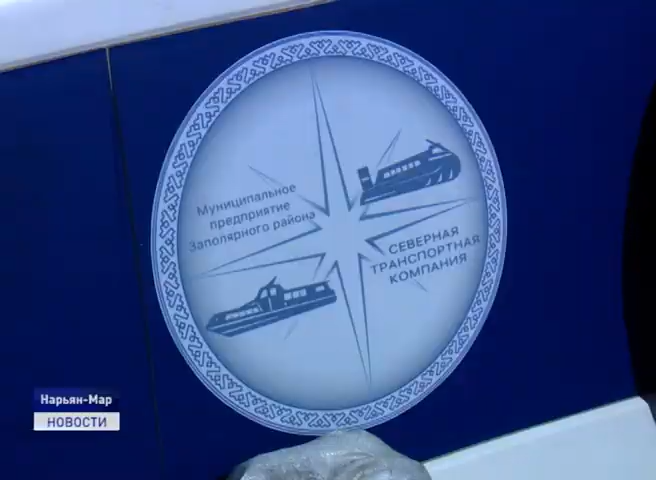 Муниципальное
предприятие
Заполярного района
СЕВЕРНАЯ
ТРАНСПОРТНАЯ
КОМПАНИЯ
Нарьян-Мар
НОВОСТИ